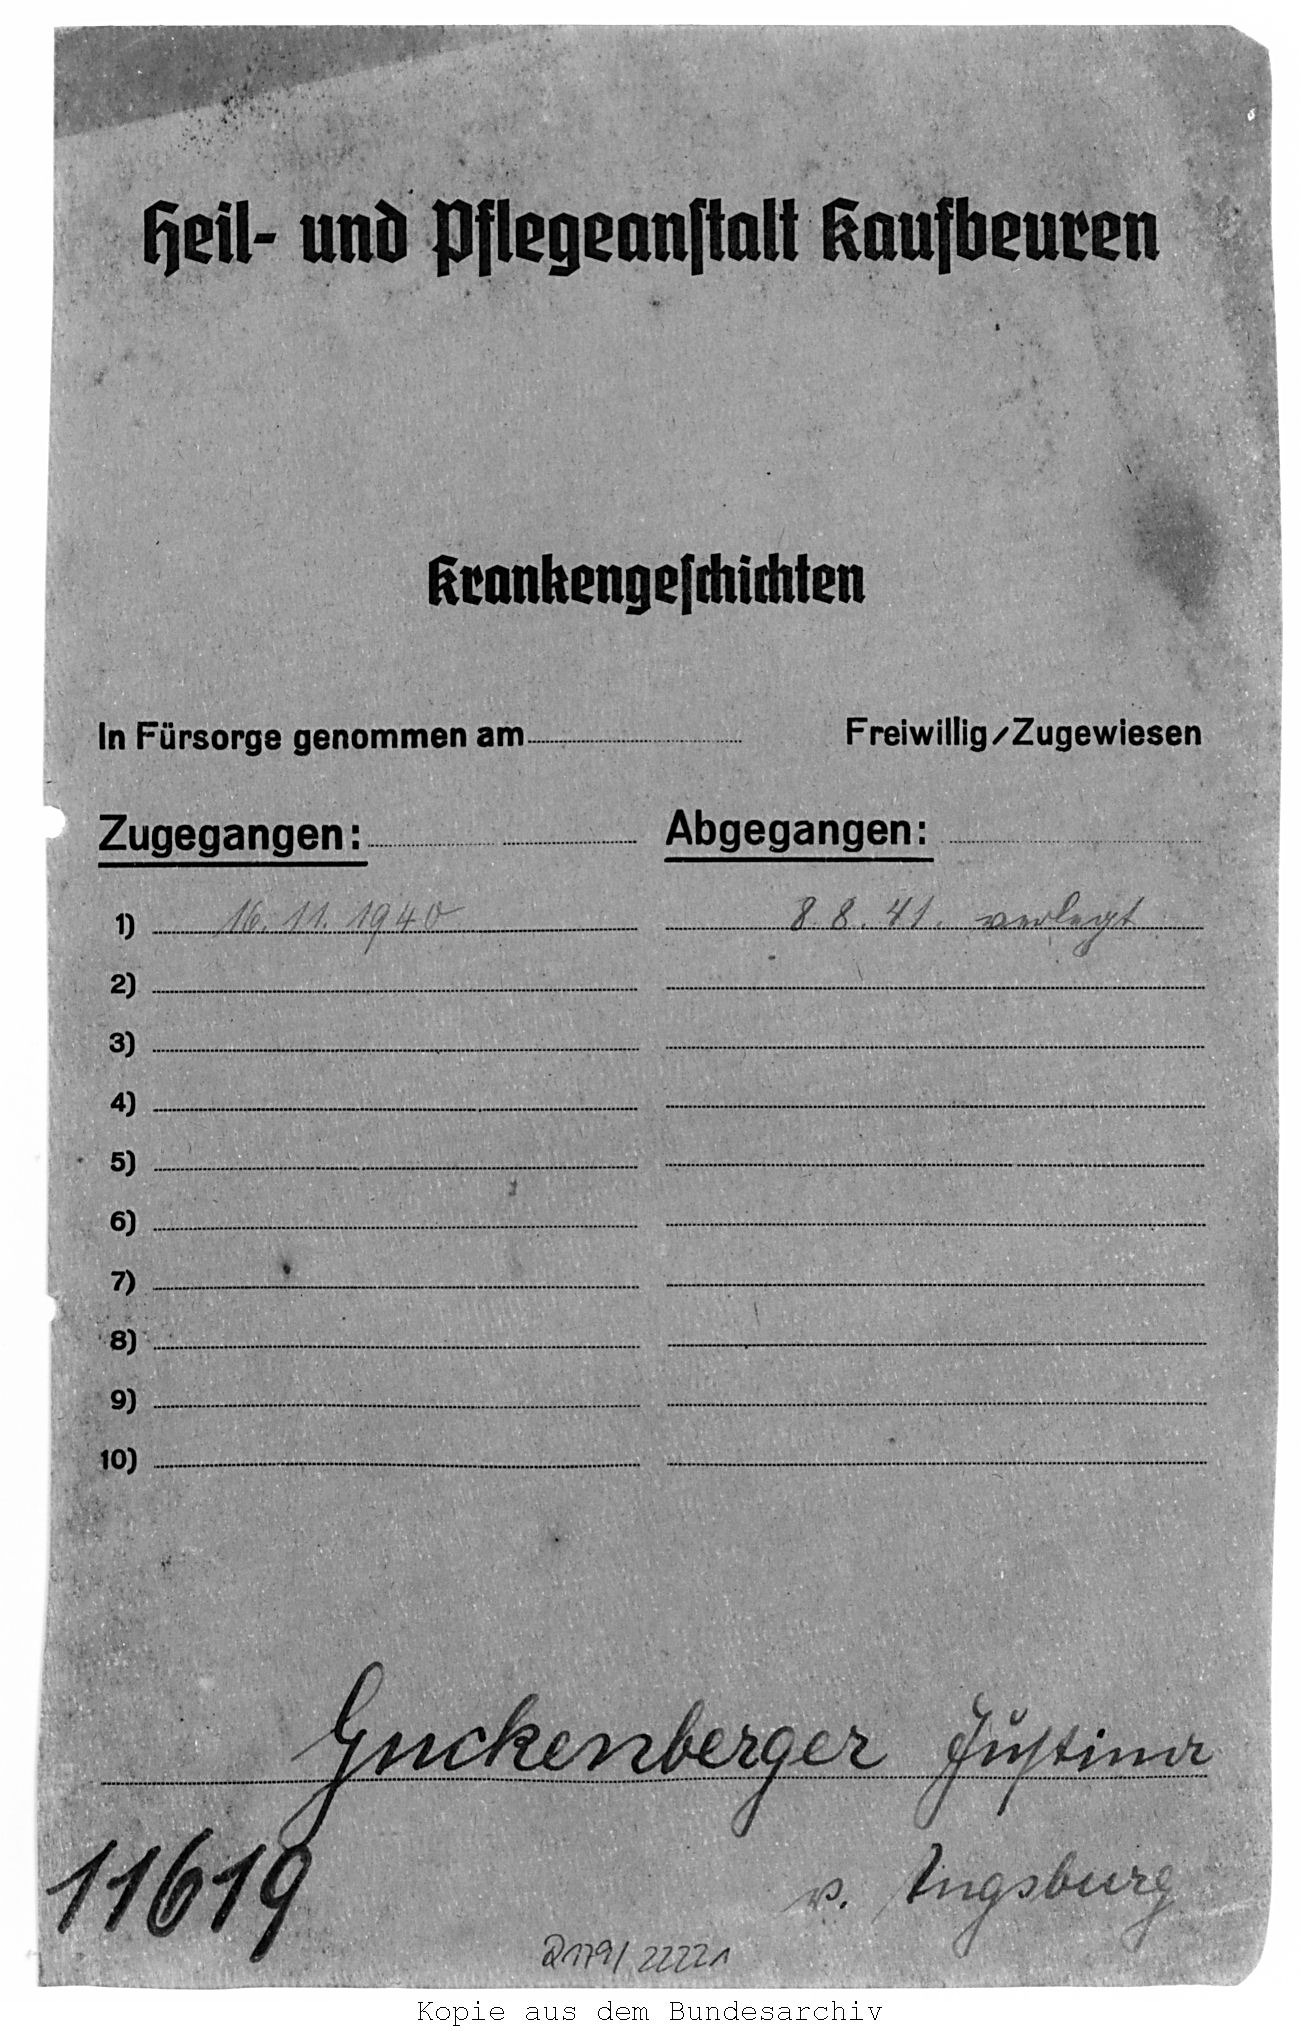 Heil- und Pflegeanstalt Kaufbeuren
Krankengeschichten
In Fürsorge genommen am Freiwillig/Zugewiesen
Zugegangen: Abgegangen:
1) 16. 11. 1940 8. 8. 41. verlegt
2)
3)
4)
5)
6)
7)
8)
9)
10)
Guckenberger Justina
11619 v. Augsburg
R179/22221
Kopie aus dem Bundesarchiv